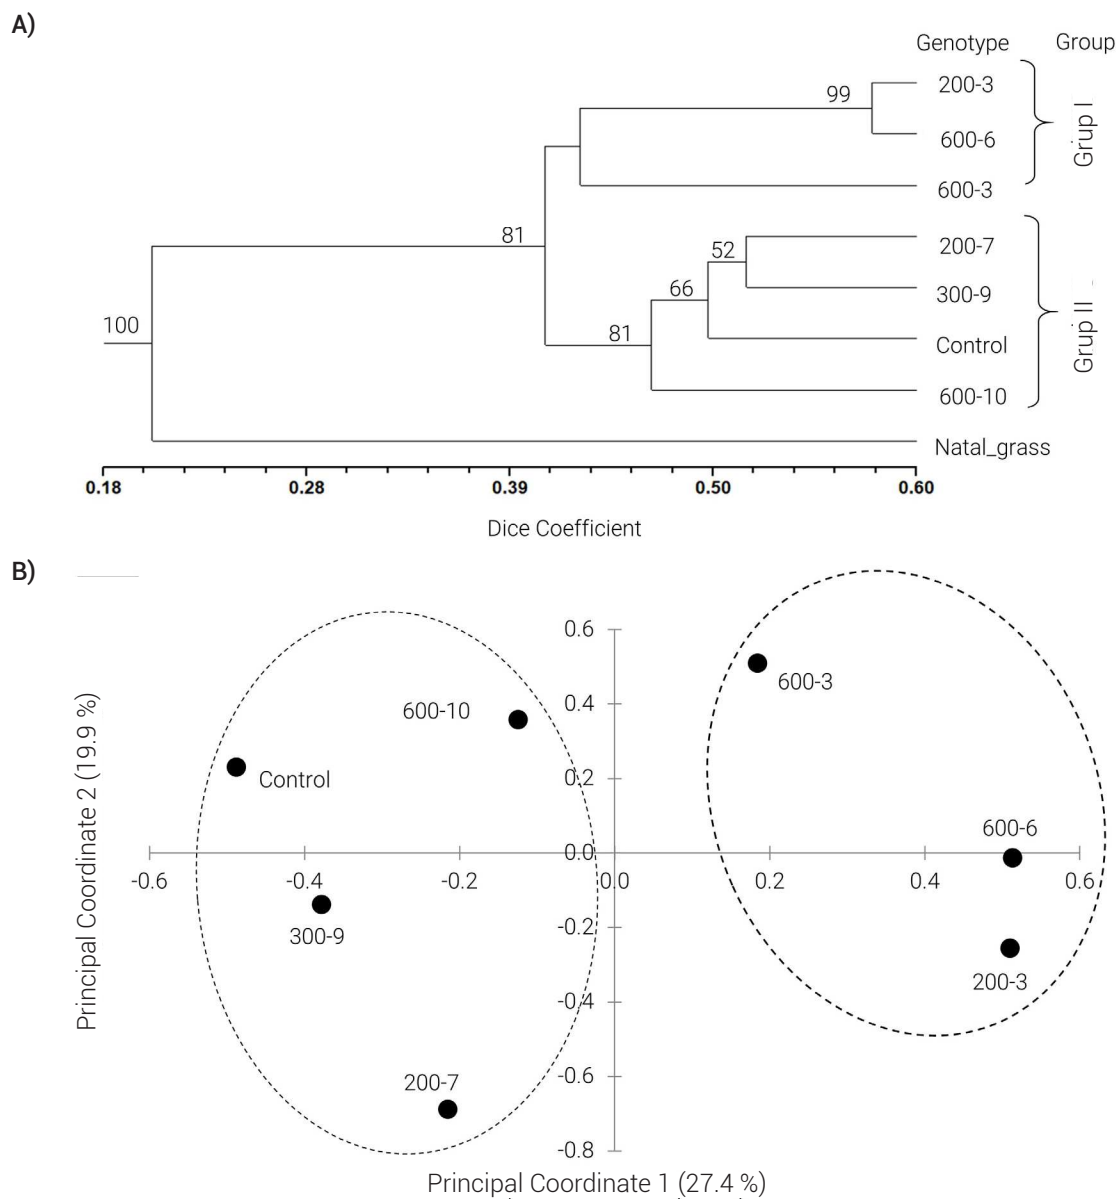 A)
Genotype Group
99 200-3
600-6
Griup I
600-3
81 200-7
52
66 300-9
Grup II
100
81 Control
600-10
Natal_grass
0.18 0.28 0.39 0.50 0.60
Dice Coefficient
B)
0.6
600-3
600-10 0.4
Control 0.2
600-6
0.0
-0.6 -0.4 -0.2 0.0 0.2 0.4 0.6
300-9 -0.2
200-3
-0.4
200-7 -0.6
-0.8
Principal Coordinate 2 (19.9 %)
Principal Coordinate 1 (27.4 %)